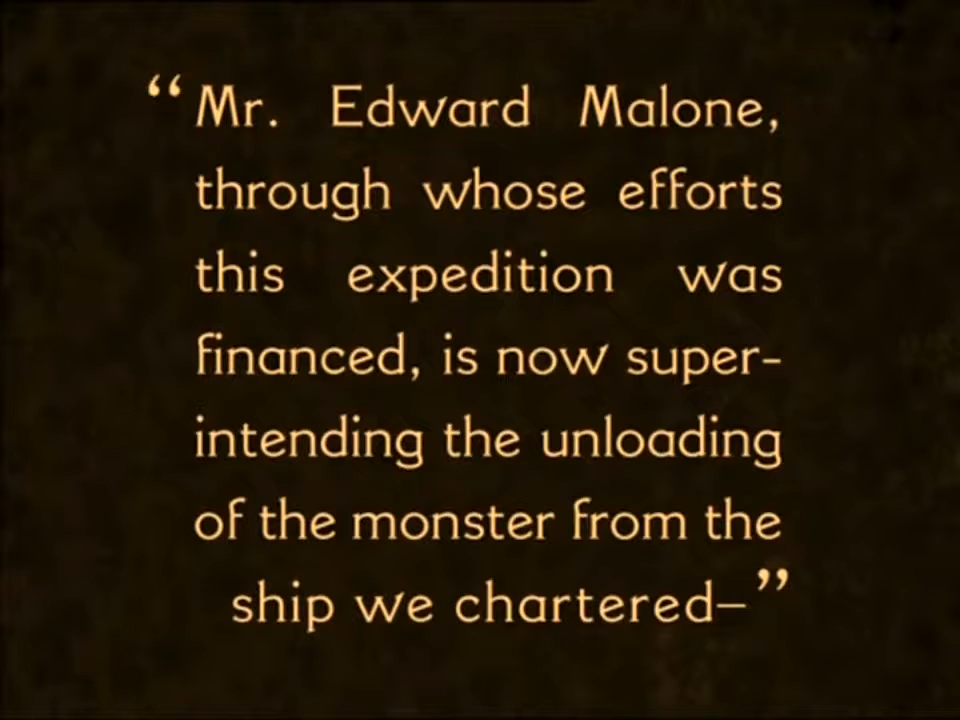 “Mr. Edward Malone,
through whose efforts
this expedition was
financed, is now super-
intending the unloading
of the monster from the
ship we chartered–”